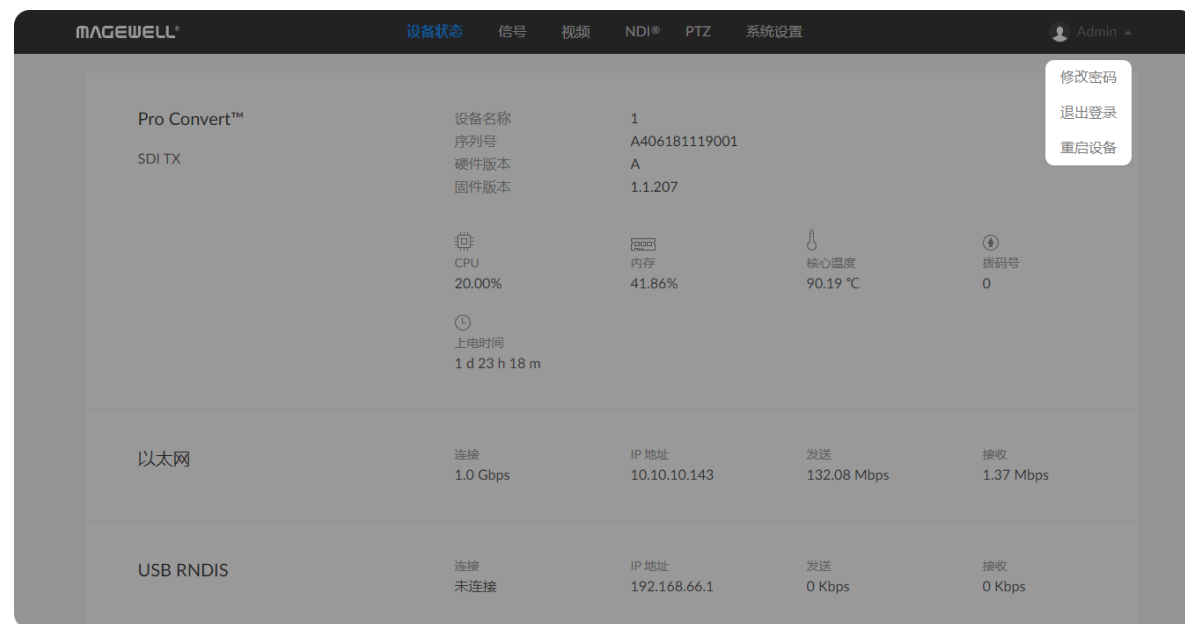 MAGEWELL®
设备状态 信号 视频 NDI® PTZ 系统设置 Admin
修改密码
退出登录
重启设备
Pro Convert™
SDI TX
设备名称 1
序列号 A406181119001
硬件版本 A
固件版本 1.1.207
CPU 内存 核心温度 拨码号
20.00% 41.86% 90.19 ℃ 0
上电时间
1 d 23 h 18 m
以太网
连接 IP 地址 发送 接收
1.0 Gbps 10.10.10.143 132.08 Mbps 1.37 Mbps
USB RNDIS
连接 IP 地址 发送 接收
未连接 192.168.66.1 0 Kbps 0 Kbps